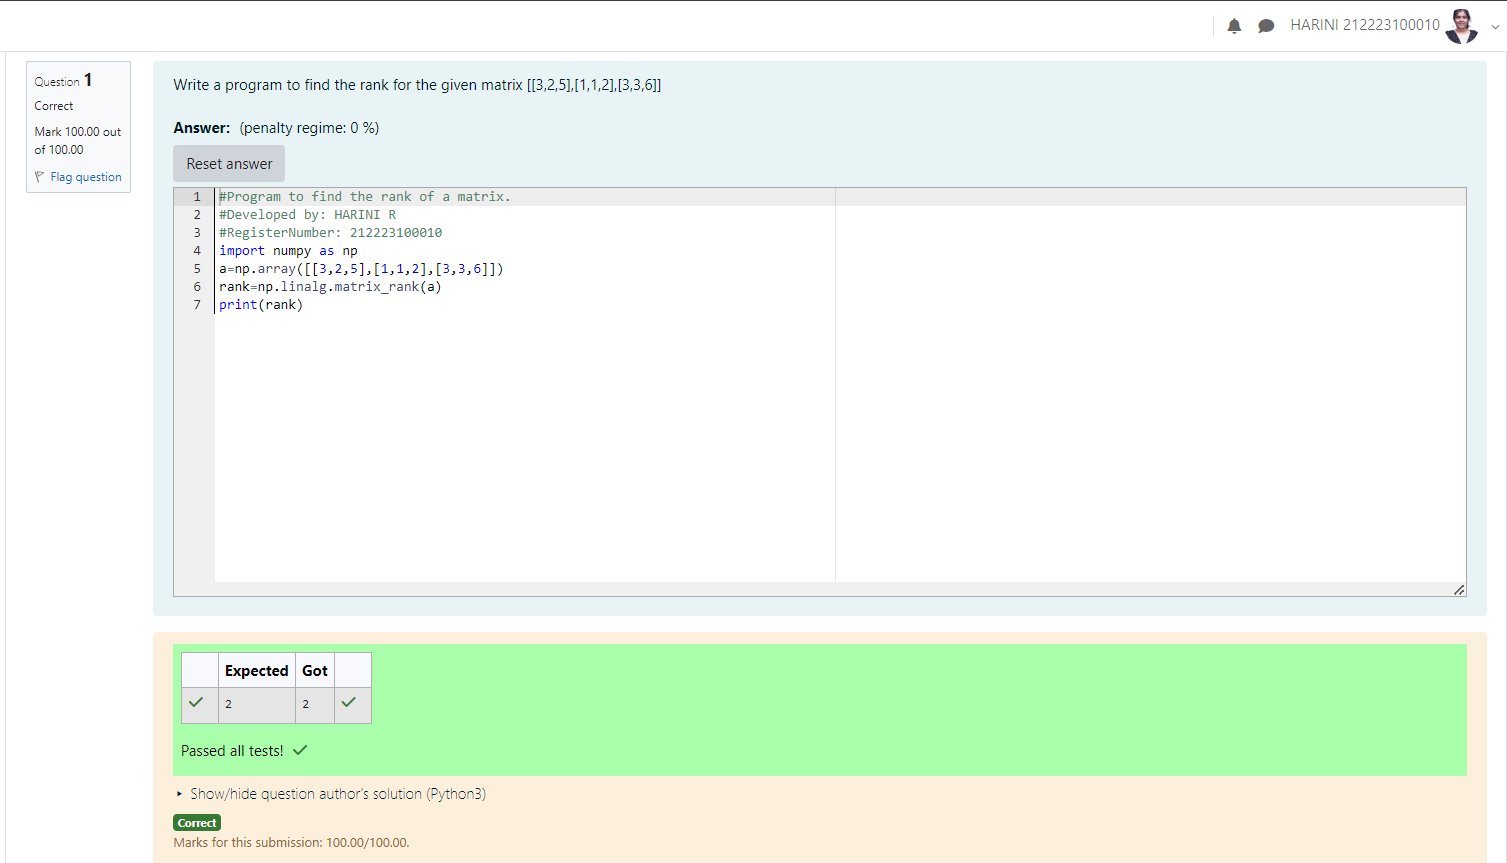 HARINI 212223100010
Question 1
Correct
Mark 100.00 out
of 100.00
Flag question
Write a program to find the rank for the given matrix [[3,2,5],[1,1,2],[3,3,6]]
Answer: (penalty regime: 0 %)
Reset answer
1 #Program to find the rank of a matrix.
2 #Developed by: HARINI R
3 #RegisterNumber: 212223100010
4 import numpy as np
5 a=np.array([[3,2,5],[1,1,2],[3,3,6]])
6 rank=np.linalg.matrix_rank(a)
7 print(rank)
Expected Got
2 2
Passed all tests!
Show/hide question author's solution (Python3)
Correct
Marks for this submission: 100.00/100.00.